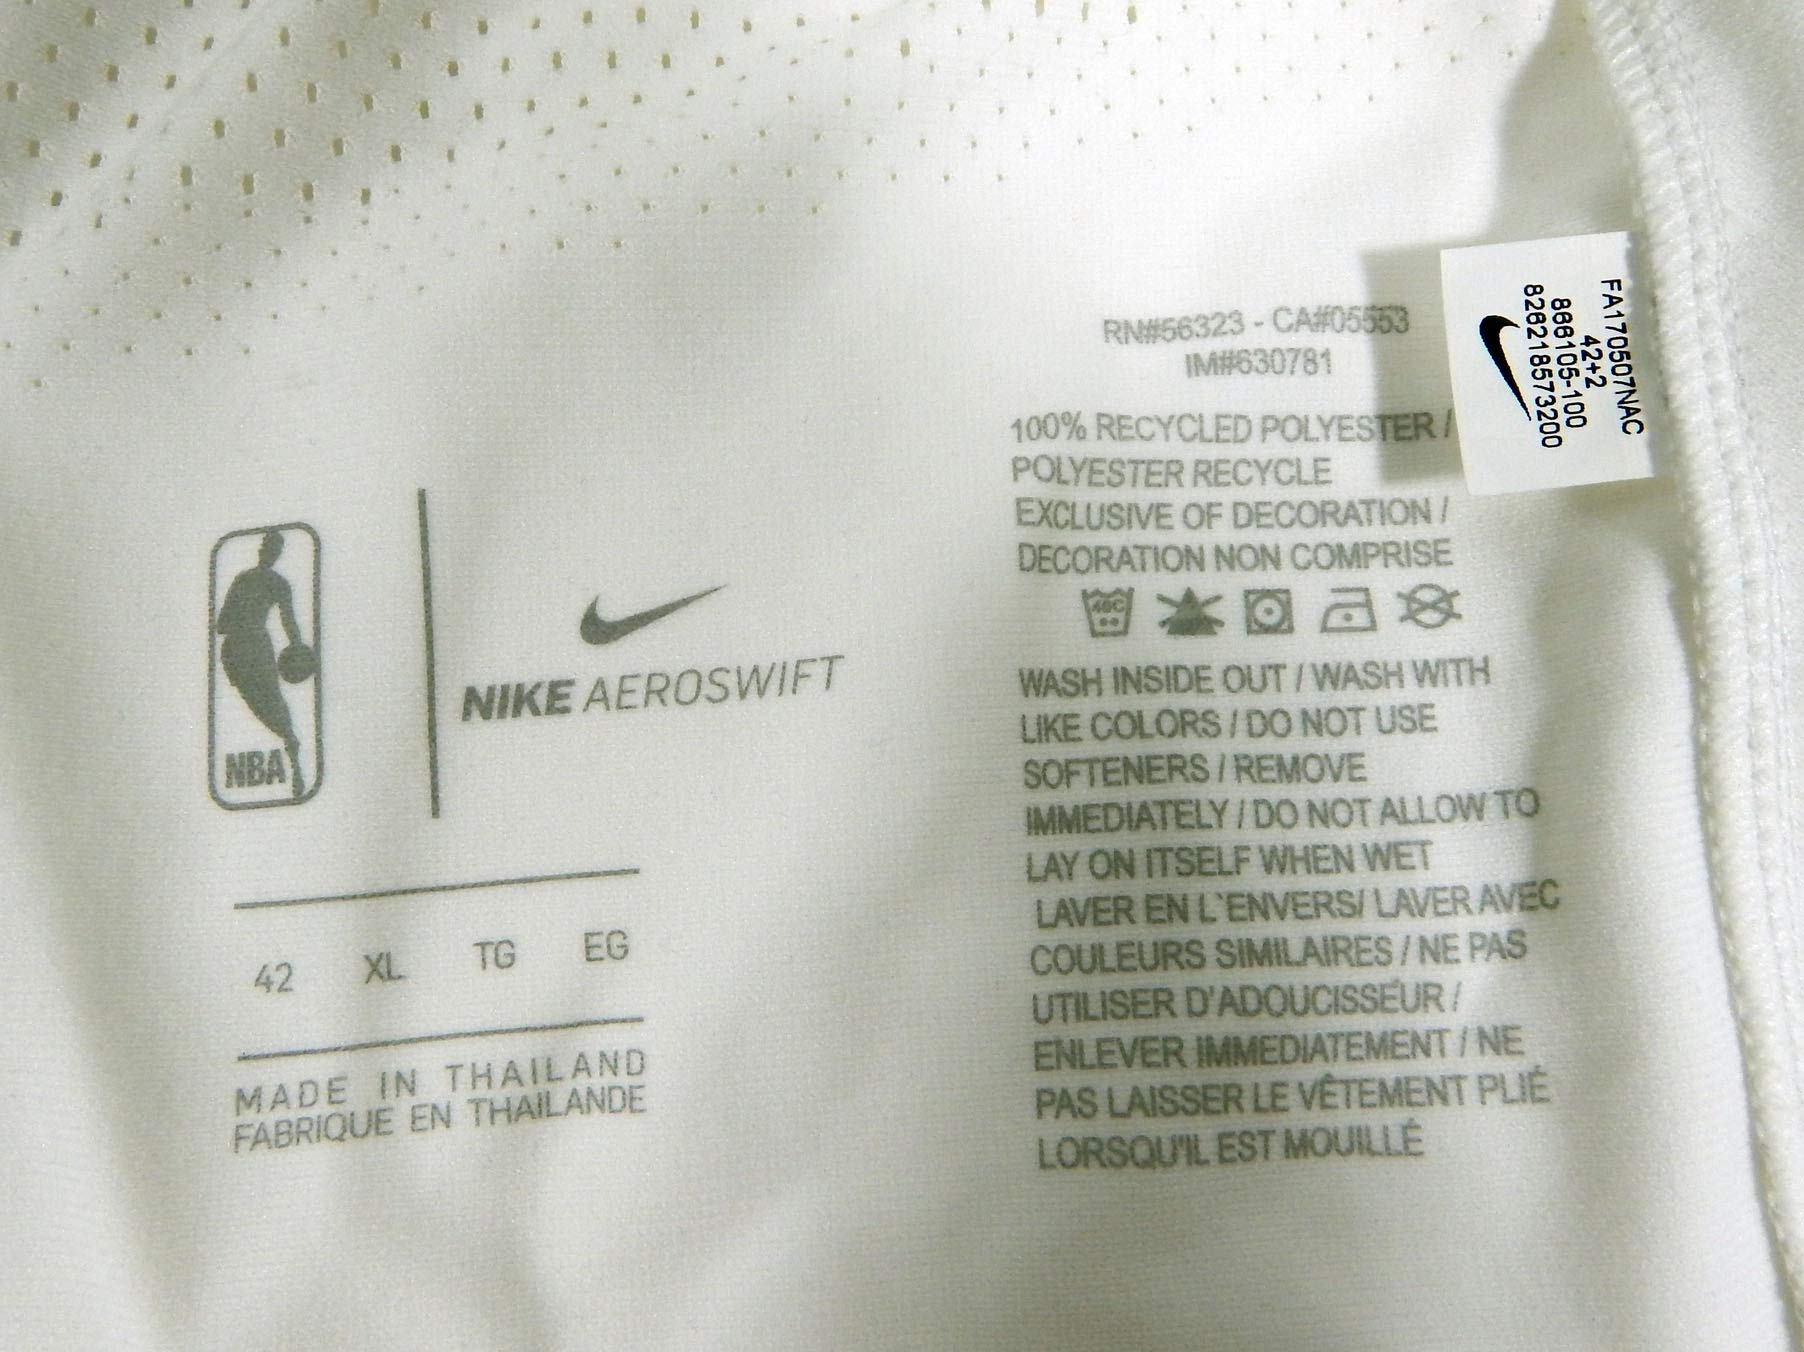 NBA
NIKE AEROSWIFT
42 XL TG EG
MADE IN THAILAND
FABRIQUE EN THAILANDE
RN#56323 - CA#05553
IM#630781
100% RECYCLED POLYESTER /
POLYESTER RECYCLE
EXCLUSIVE OF DECORATION /
DECORATION NON COMPRISE
40C
WASH INSIDE OUT / WASH WITH
LIKE COLORS / DO NOT USE
SOFTENERS / REMOVE
IMMEDIATELY / DO NOT ALLOW TO
LAY ON ITSELF WHEN WET
LAVER EN L`ENVERS/ LAVER AVEC
COULEURS SIMILAIRES / NE PAS
UTILISER D'ADOUCISSEUR /
ENLEVER IMMEDIATEMENT / NE
PAS LAISSER LE VÊTEMENT PLIÉ
LORSQU'IL EST MOUILLÉ
FA170507NAC
42+2
866105-100
826218573200